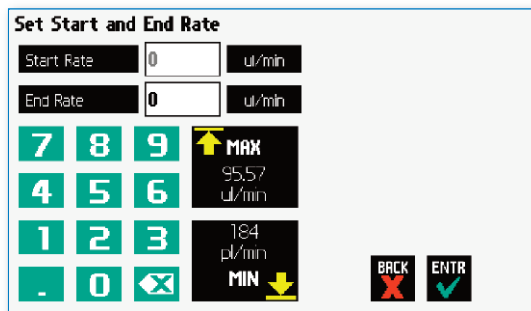 Set Start and End Rate
Start Rate 0 ul/min
End Rate 0 ul/min
7 8 9 MAX
95.57
ul/min
4 5 6
1 2 3 184
pl/min
. 0 MIN
BACK ENTR